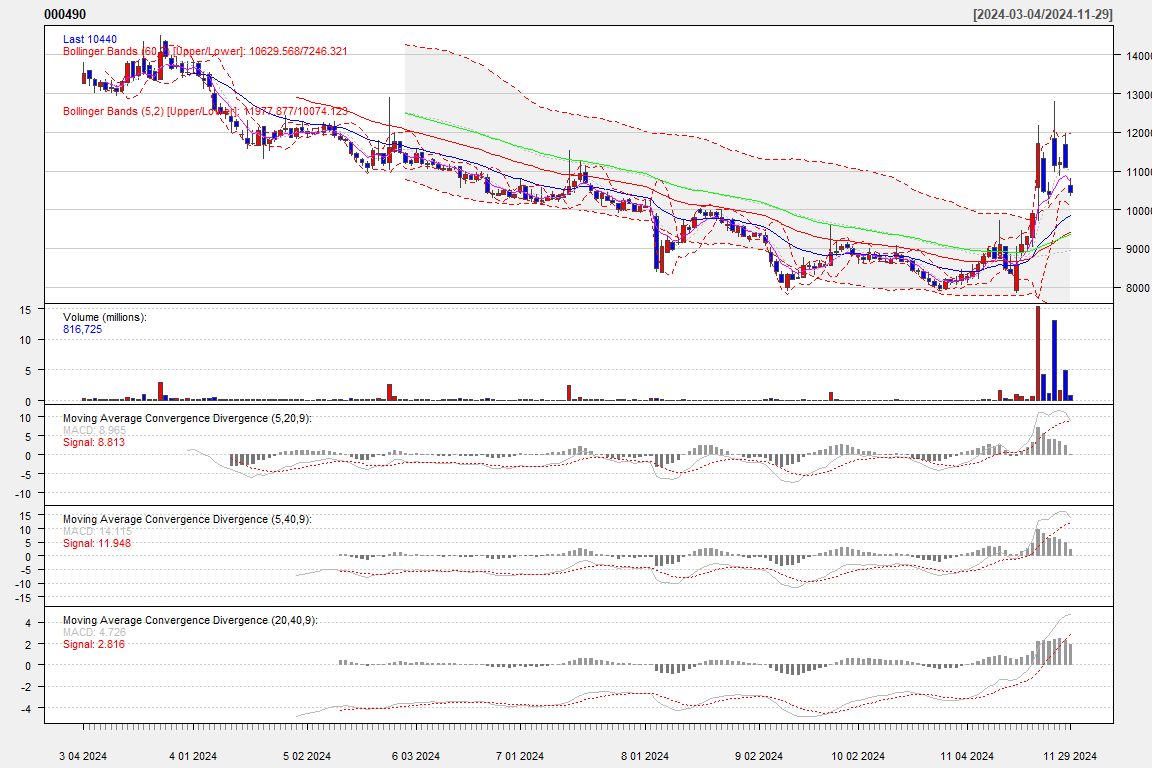 000490 [2024-03-04/2024-11-29]
Last 10440
Bollinger Bands (60,2) [Upper/Lower]: 10629.568/7246.321
Bollinger Bands (5,2) [Upper/Lower]: 11977.877/10074.123
14000
13000
12000
11000
10000
9000
8000
Volume (millions):
816,725
15
10
5
0
Moving Average Convergence Divergence (5,20,9):
MACD: 8.965
Signal: 8.813
10
5
0
-5
-10
Moving Average Convergence Divergence (5,40,9):
MACD: 14.115
Signal: 11.948
15
10
5
0
-5
-10
-15
Moving Average Convergence Divergence (20,40,9):
MACD: 4.726
Signal: 2.816
4
2
0
-2
-4
3 04 2024 4 01 2024 5 02 2024 6 03 2024 7 01 2024 8 01 2024 9 02 2024 10 02 2024 11 04 2024 11 29 2024